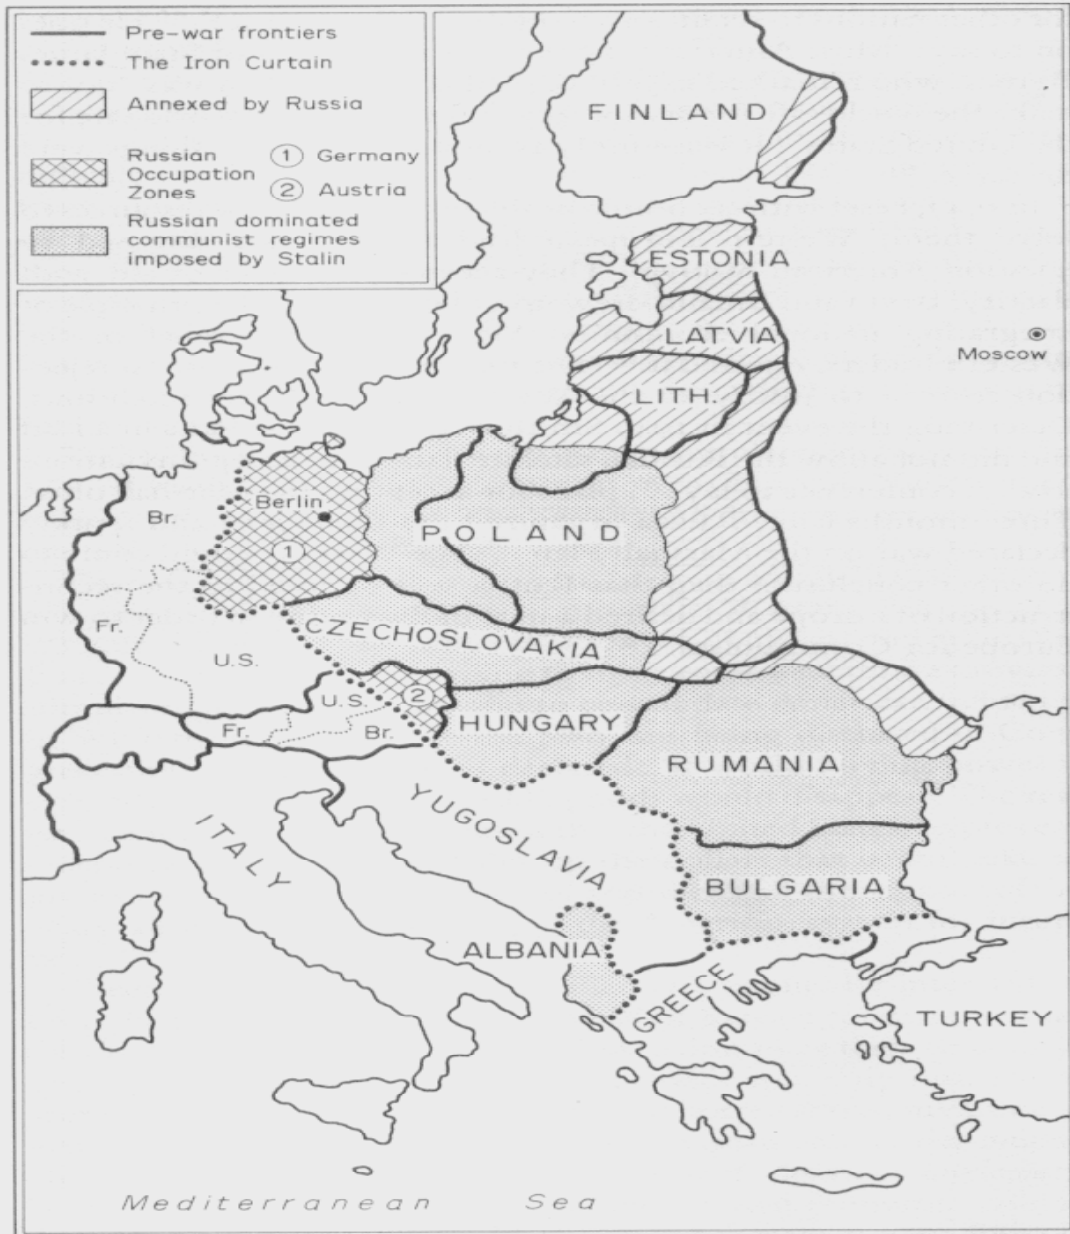 Pre-war frontiers
The Iron Curtain
Annexed by Russia
Russian
Occupation
Zones
1 Germany
2 Austria
Russian dominated
communist regimes
imposed by Stalin
FINLAND
ESTONIA
LATVIA
Moscow
LITH.
Br.
Berlin
POLAND
1
Fr.
CZECHOSLOVAKIA
U.S.
U.S.
2
HUNGARY
Fr.
Br.
RUMANIA
YUGOSLAVIA
ITALY
BULGARIA
ALBANIA
GREECE
TURKEY
Mediterranean Sea